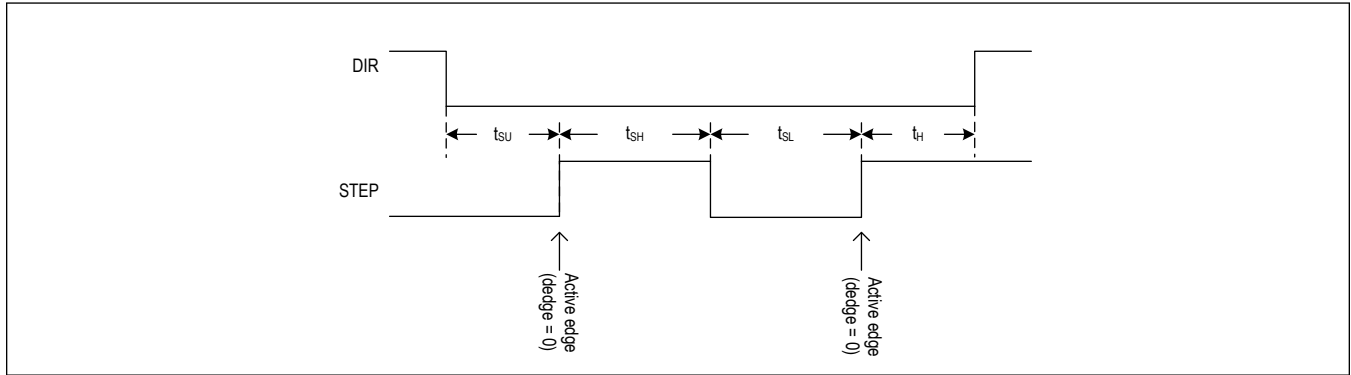 DIR
tSU
tSH
tSL
tH
STEP
Active edge
(dedge = 0)
Active edge
(dedge = 0)